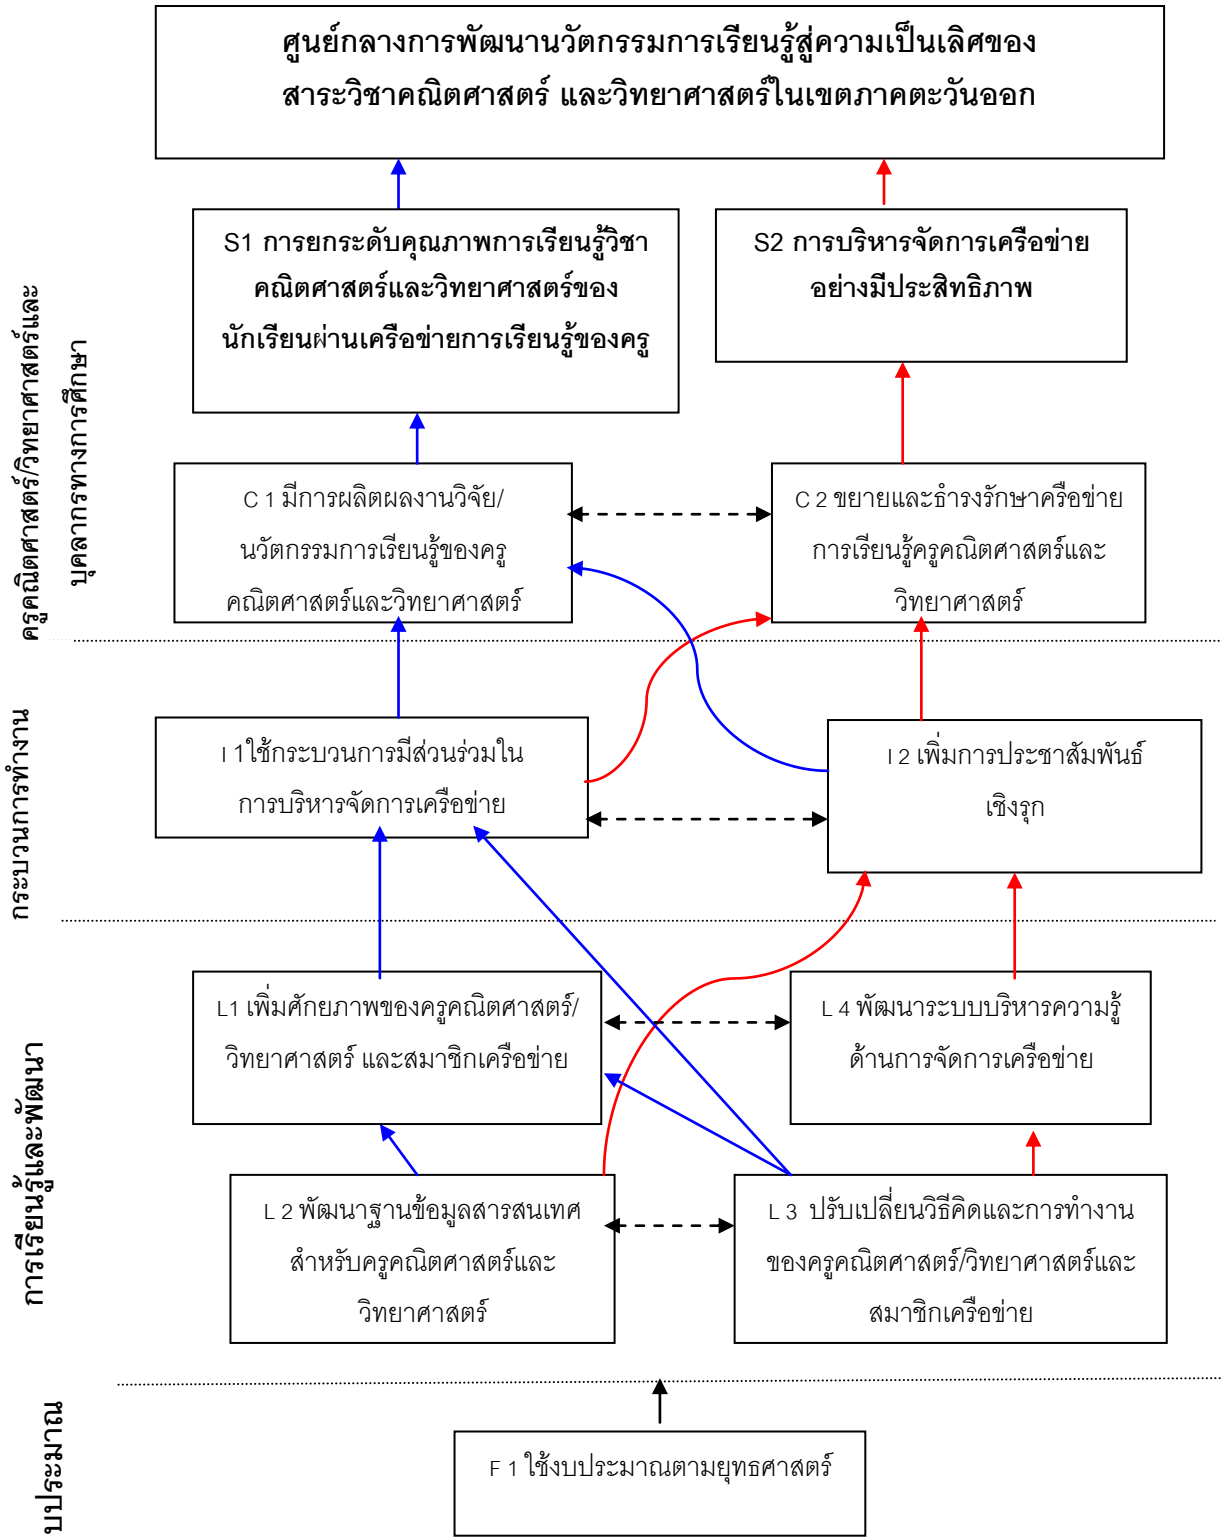 ศูนย์กลางการพัฒนานวัตกรรมการเรียนรู้สู่ความเป็นเลิศของ
สาระวิชาคณิตศาสตร์ และวิทยาศาสตร์ในเขตภาคตะวันออก
S1 การยกระดับคุณภาพการเรียนรู้วิชา
คณิตศาสตร์และวิทยาศาสตร์ของ
นักเรียนผ่านเครือข่ายการเรียนรู้ของครู
S2 การบริหารจัดการเครือข่าย
อย่างมีประสิทธิภาพ
ครูคณิตศาสตร์/วิทยาศาสตร์และ
บุคลากรทางการศึกษา
C 1 มีการผลิตผลงานวิจัย/
นวัตกรรมการเรียนรู้ของครู
คณิตศาสตร์และวิทยาศาสตร์
C 2 ขยายและธำรงรักษาครือข่าย
การเรียนรู้ครูคณิตศาสตร์และ
วิทยาศาสตร์
กระบวนการทำงาน
I 1ใช้กระบวนการมีส่วนร่วมใน
การบริหารจัดการเครือข่าย
I 2 เพิ่มการประชาสัมพันธ์
เชิงรุก
การเรียนรู้และพัฒนา
L1 เพิ่มศักยภาพของครูคณิตศาสตร์/
วิทยาศาสตร์ และสมาชิกเครือข่าย
L 4 พัฒนาระบบบริหารความรู้
ด้านการจัดการเครือข่าย
L 2 พัฒนาฐานข้อมูลสารสนเทศ
สำหรับครูคณิตศาสตร์และ
วิทยาศาสตร์
L 3 ปรับเปลี่ยนวิธีคิดและการทำงาน
ของครูคณิตศาสตร์/วิทยาศาสตร์และ
สมาชิกเครือข่าย
บประมาณ
F 1 ใช้งบประมาณตามยุทธศาสตร์